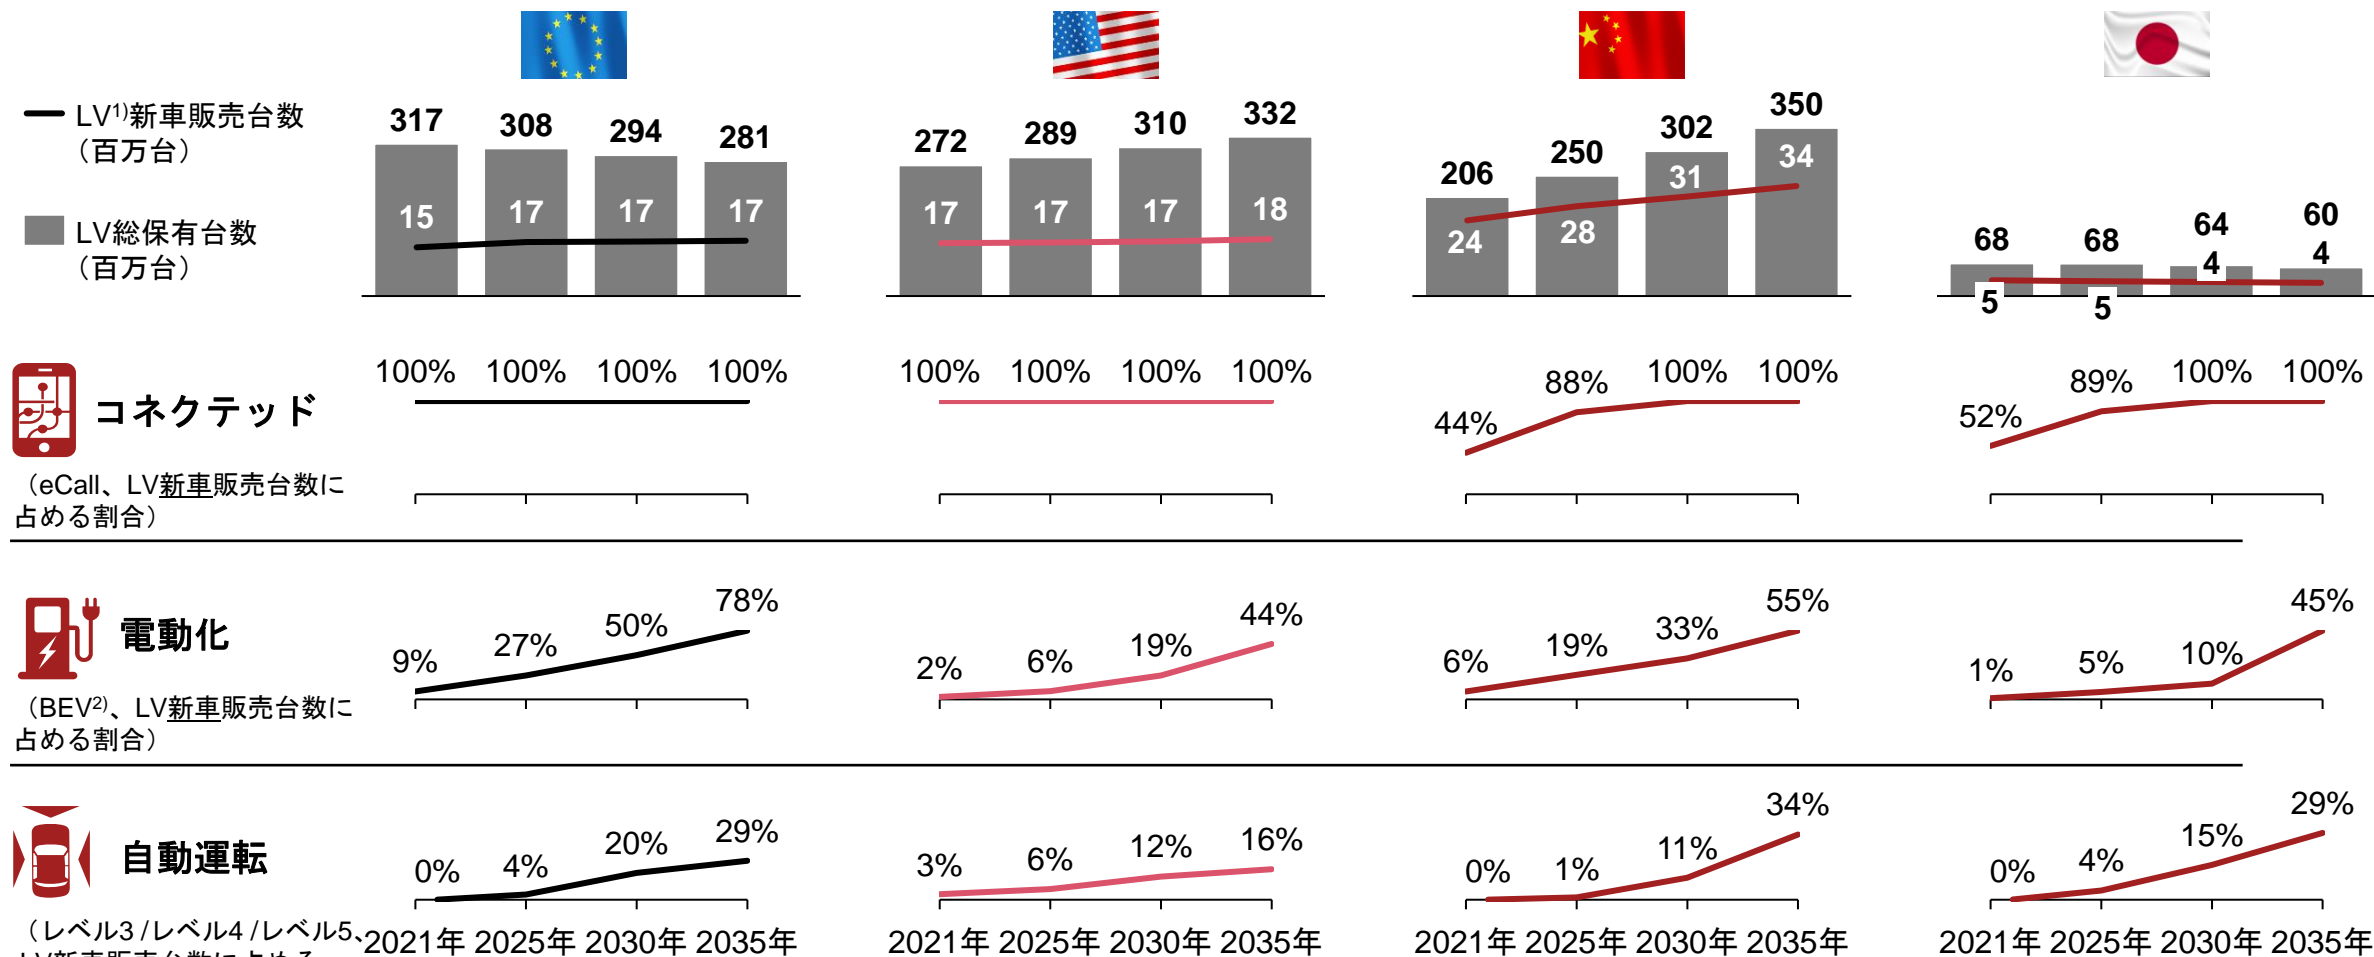 LV1)新車販売台数
（百万台）
LV総保有台数
（百万台）
317 308 294 281
15 17 17 17
272 289 310 332
17 17 17 18
206 250 302 350
24 28 31 34
68 68 64 60
5 5 4 4
コネクテッド
（eCall、LV新車販売台数に
占める割合）
100% 100% 100% 100%
100% 100% 100% 100%
44% 88% 100% 100%
52% 89% 100% 100%
電動化
（BEV2)、LV新車販売台数に
占める割合）
9% 27% 50% 78%
2% 6% 19% 44%
6% 19% 33% 55%
1% 5% 10% 45%
自動運転
（レベル3 /レベル4 /レベル5、
0% 4% 20% 29%
3% 6% 12% 16%
0% 1% 11% 34%
0% 4% 15% 29%
2021年 2025年 2030年 2035年
2021年 2025年 2030年 2035年
2021年 2025年 2030年 2035年
2021年 2025年 2030年 2035年